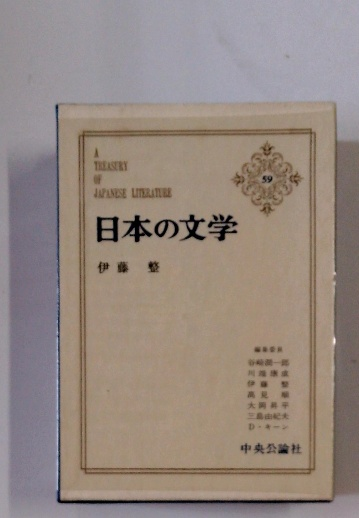 A
TREASURY
OF
JAPANESE LITERATURE
59
日本の文学
伊藤 整
編集委員
谷崎潤一郎
川端康成
伊藤 整
高見 順
大岡昇平
三島由紀夫
D・キーン
中央公論社